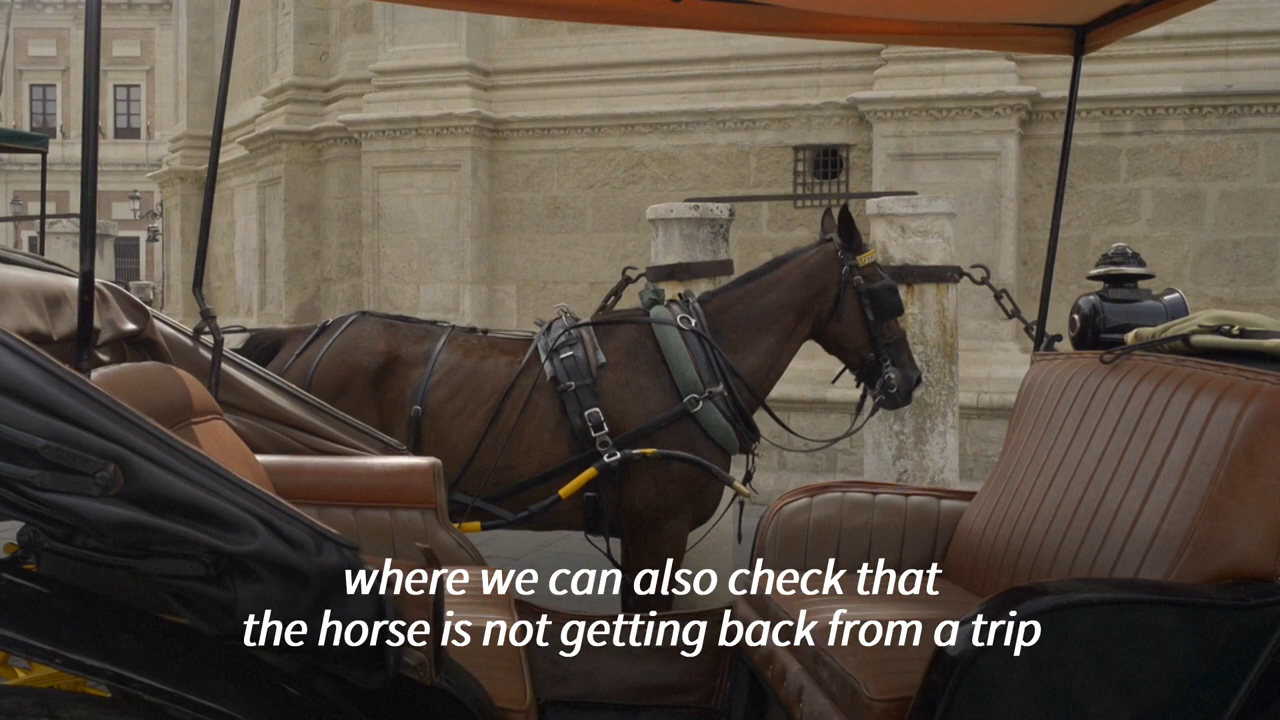 where we can also check that
the horse is not getting back from a trip